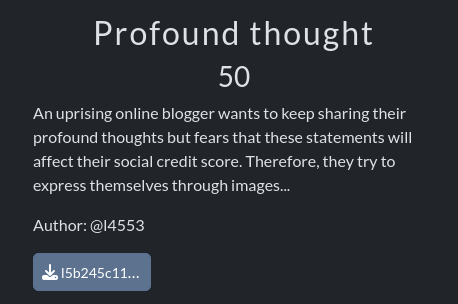 Profound thought
50
An uprising online blogger wants to keep sharing their
profound thoughts but fears that these statements will
affect their social credit score. Therefore, they try to
express themselves through images...
Author: @l4553
l5b245c11...